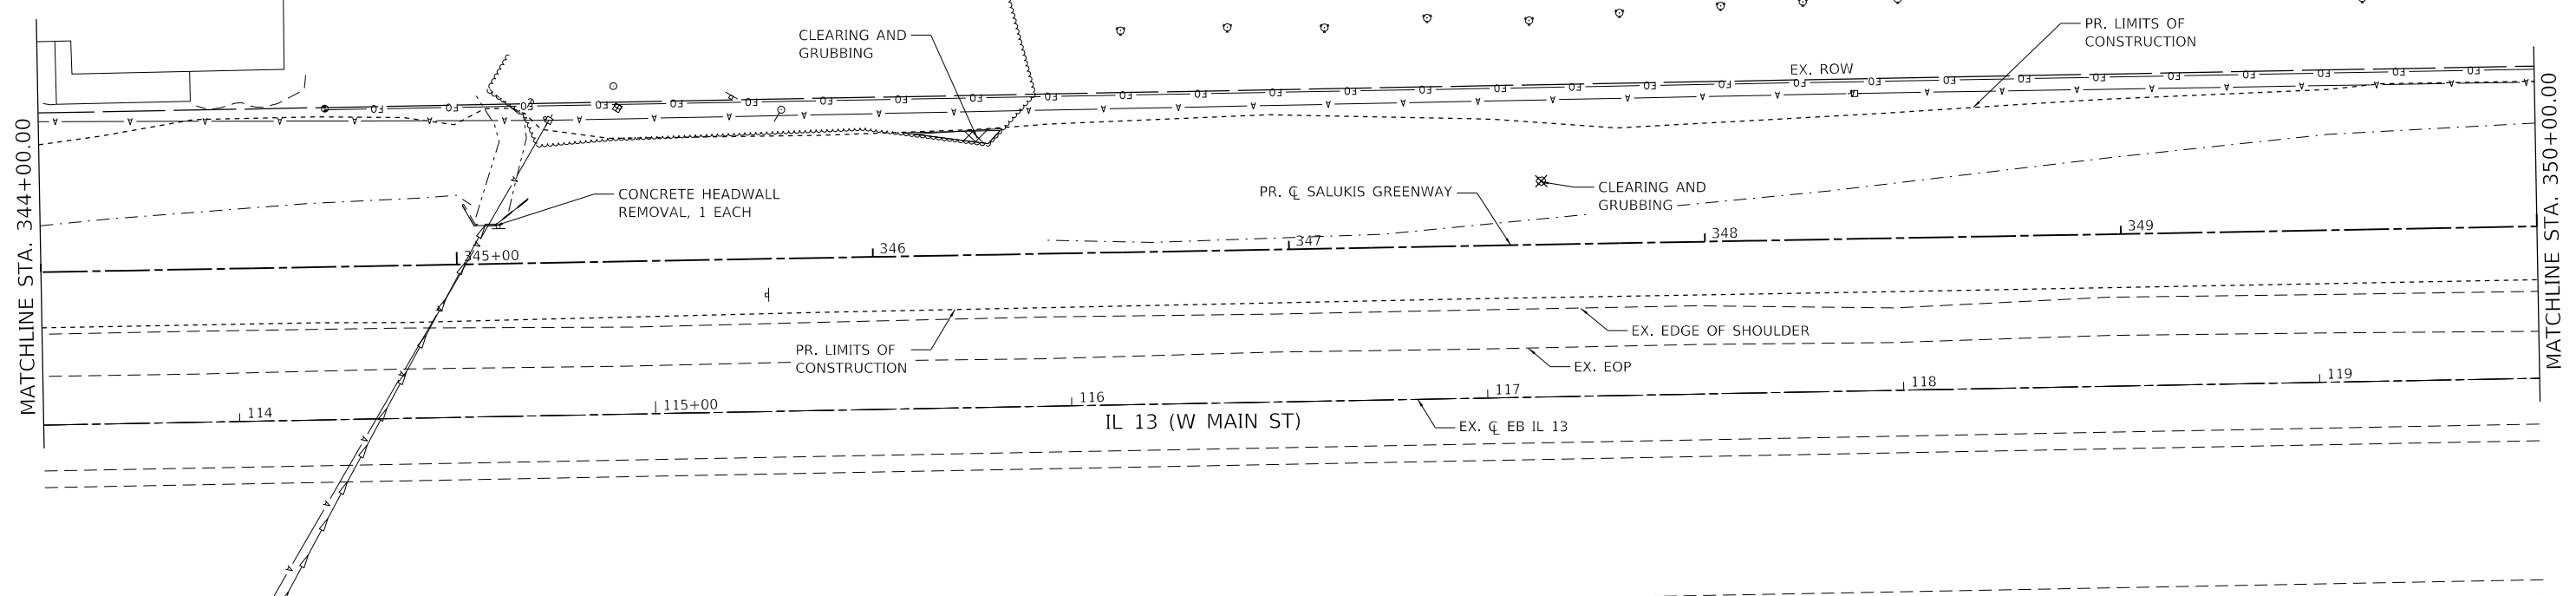 CLEARING AND
GRUBBING
PR. LIMITS OF
CONSTRUCTION
EX. ROW
MATCHLINE STA. 344+00.00
MATCHLINE STA. 350+00.00
CONCRETE HEADWALL
REMOVAL, 1 EACH
PR. ℄ SALUKIS GREENWAY
CLEARING AND
GRUBBING
345+00
346
347
348
349
PR. LIMITS OF
CONSTRUCTION
EX. EDGE OF SHOULDER
EX. EOP
114
115+00
116
117
118
119
IL 13 (W MAIN ST)
EX. ℄ EB IL 13